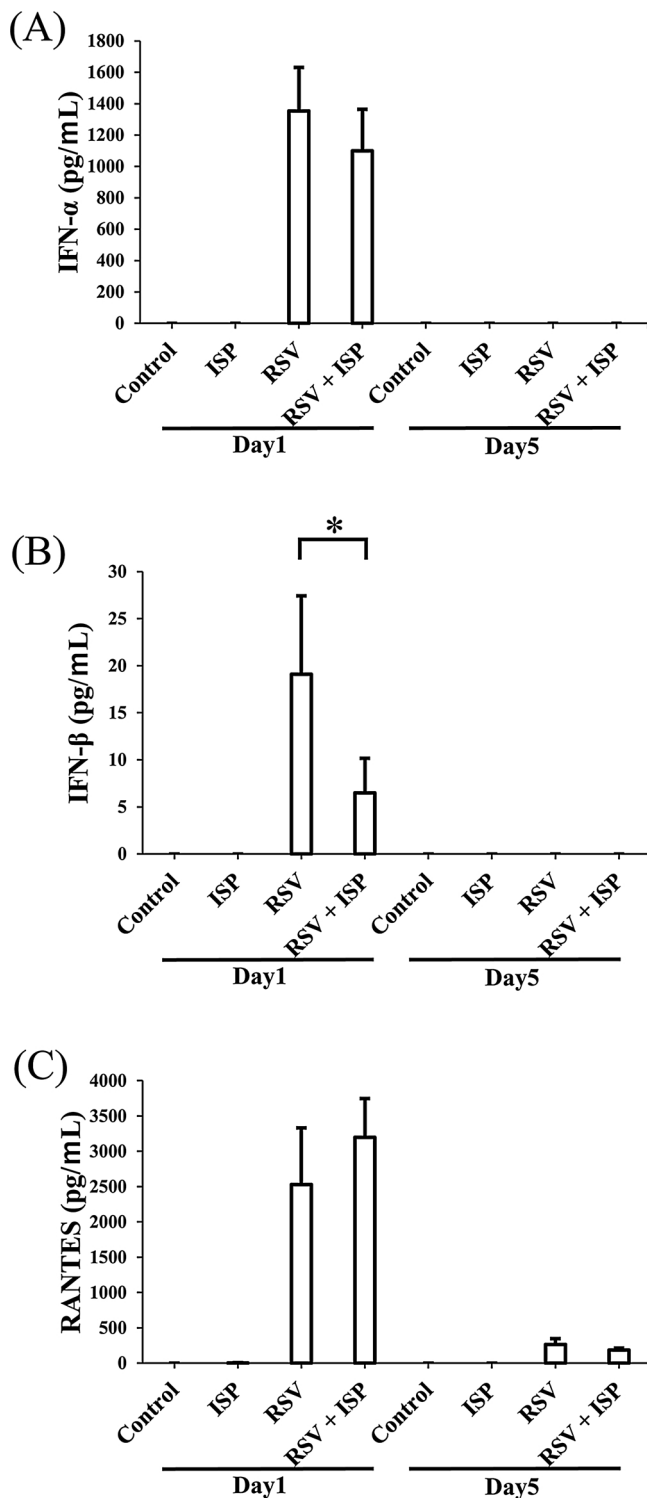 (A)
IFN-α (pg/mL)
1800
1600
1400
1200
1000
800
600
400
200
0
Control
ISP
RSV
RSV + ISP
Control
ISP
RSV
RSV + ISP
Day1
Day5
(B)
*
IFN-β (pg/mL)
30
25
20
15
10
5
0
Control
ISP
RSV
RSV + ISP
Control
ISP
RSV
RSV + ISP
Day1
Day5
(C)
RANTES (pg/mL)
4000
3500
3000
2500
2000
1500
1000
500
0
Control
ISP
RSV
RSV + ISP
Control
ISP
RSV
RSV + ISP
Day1
Day5